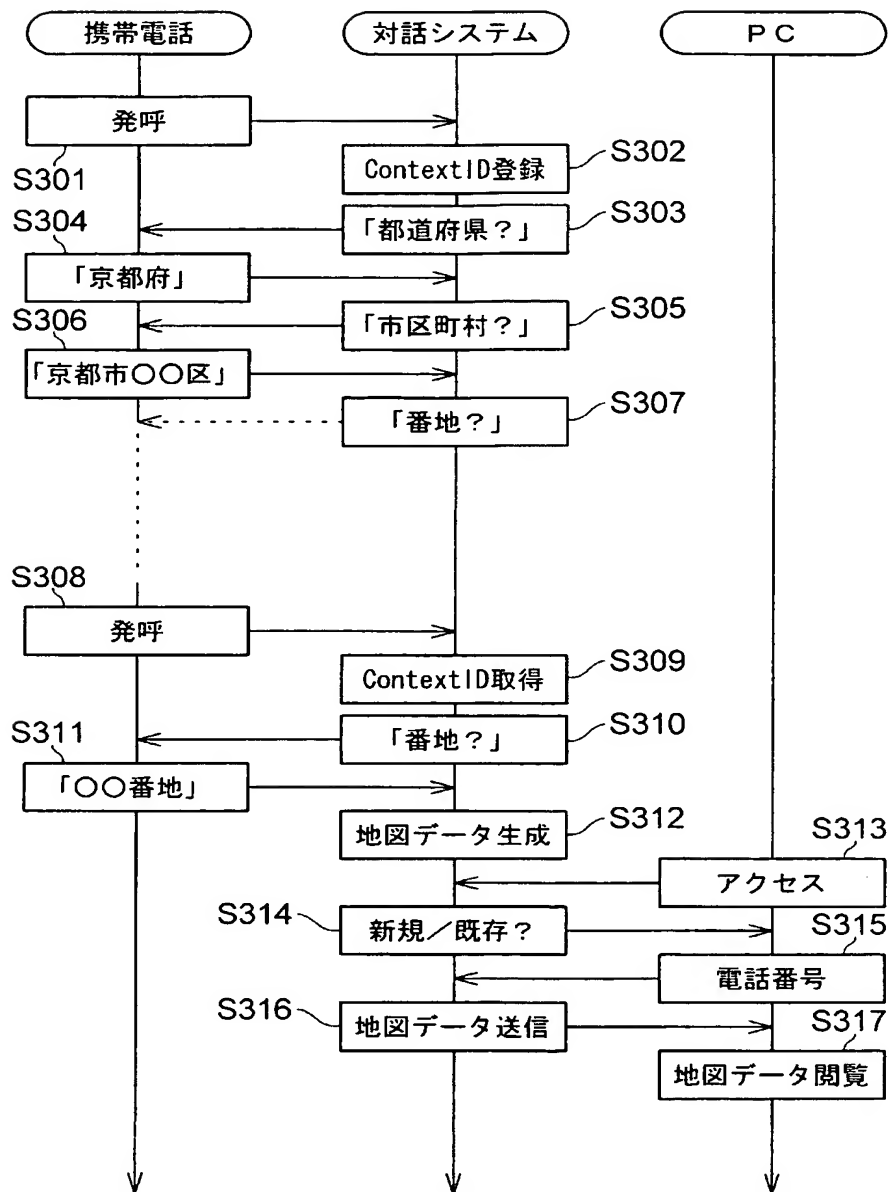 携帯電話
対話システム
PC
発呼
S301
ContextID登録
S302
「都道府県?」
S303
S304
「京都府」
「市区町村?」
S305
S306
「京都市○○区」
「番地?」
S307
S308
発呼
ContextID取得
S309
「番地?」
S310
S311
「○○番地」
地図データ生成
S312
S313
アクセス
S314
新規/既存?
S315
電話番号
S316
地図データ送信
S317
地図データ閲覧